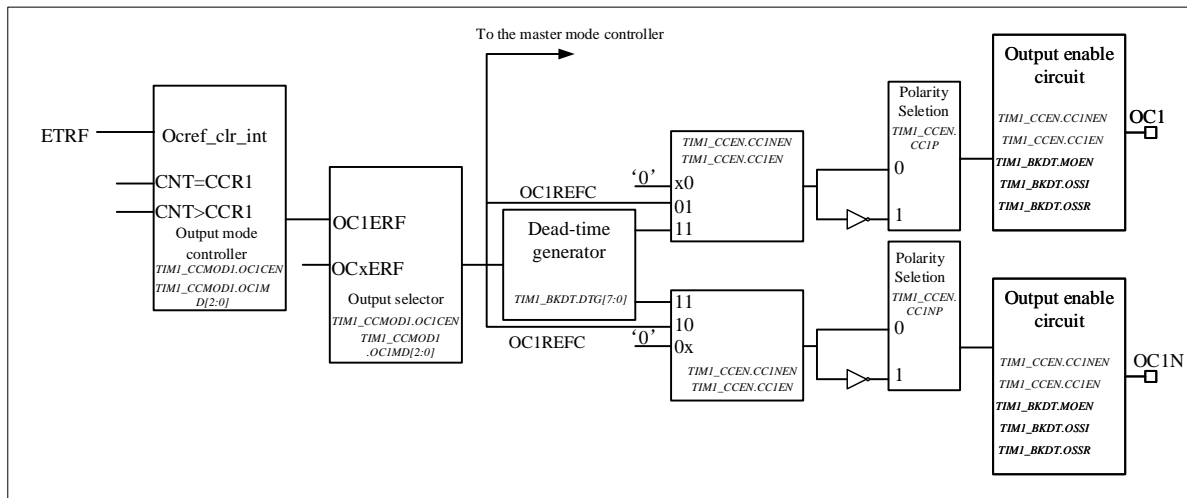 To the master mode controller
ETRF
Ocref_clr_int
CNT=CCR1
CNT>CCR1
Output mode
controller
TIM1_CCMOD1.OC1CEN
TIM1_CCMOD1.OC1M
D[2:0]
OC1ERF
OCxERF
Output selector
TIM1_CCMOD1.OC1CEN
TIM1_CCMOD1
.OC1MD[2:0]
OC1REFC
Dead-time
generator
TIM1_BKDT.DTG[7:0]
OC1REFC
TIM1_CCEN.CC1NEN
TIM1_CCEN.CC1EN
‘0’
x0
01
11
11
10
‘0’
0x
TIM1_CCEN.CC1NEN
TIM1_CCEN.CC1EN
Polarity
Seletion
TIM1_CCEN.
CC1P
0
1
Polarity
Seletion
TIM1_CCEN.
CC1NP
0
1
Output enable
circuit
TIM1_CCEN.CC1NEN
TIM1_CCEN.CC1EN
TIM1_BKDT.MOEN
TIM1_BKDT.OSSI
TIM1_BKDT.OSSR
OC1
Output enable
circuit
TIM1_CCEN.CC1NEN
TIM1_CCEN.CC1EN
TIM1_BKDT.MOEN
TIM1_BKDT.OSSI
TIM1_BKDT.OSSR
OC1N